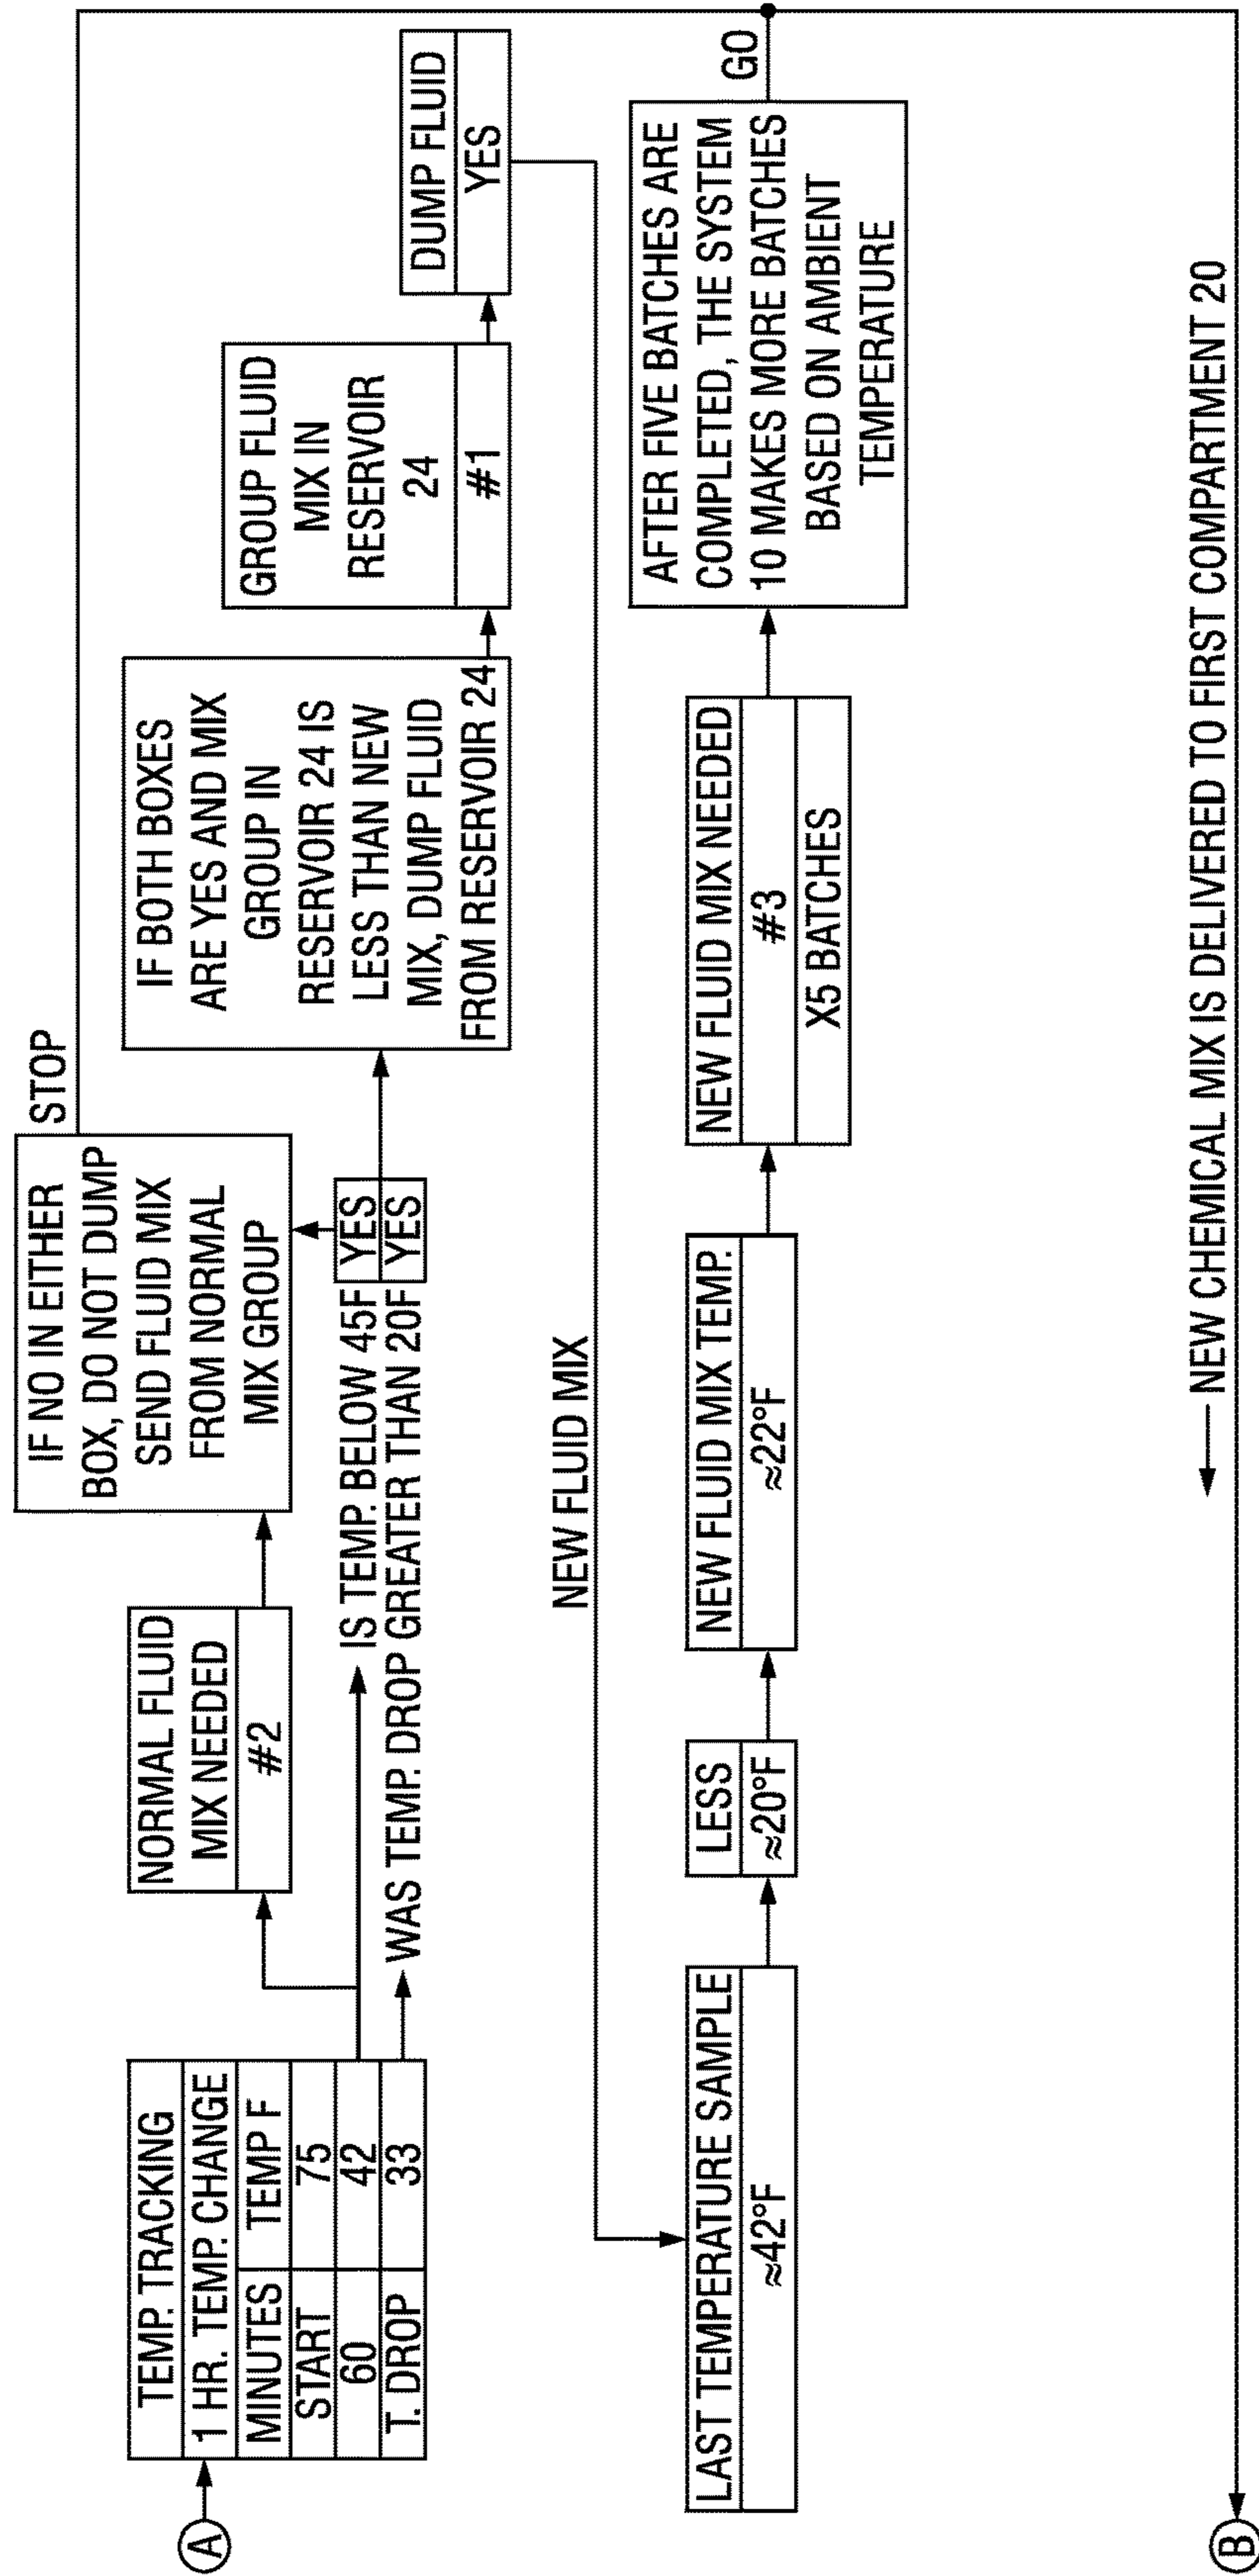 A
TEMP. TRACKING
1 HR. TEMP. CHANGE
MINUTES TEMP F
START 75
60 42
T. DROP 33
NORMAL FLUID
MIX NEEDED
#2
IF NO IN EITHER
BOX, DO NOT DUMP
SEND FLUID MIX
FROM NORMAL
MIX GROUP
STOP
IS TEMP. BELOW 45F YES
WAS TEMP. DROP GREATER THAN 20F YES
IF BOTH BOXES
ARE YES AND MIX
GROUP IN
RESERVOIR 24 IS
LESS THAN NEW
MIX, DUMP FLUID
FROM RESERVOIR 24
GROUP FLUID
MIX IN
RESERVOIR
24
#1
DUMP FLUID
YES
NEW FLUID MIX
LAST TEMPERATURE SAMPLE
≈42°F
LESS
≈20°F
NEW FLUID MIX TEMP.
≈22°F
NEW FLUID MIX NEEDED
#3
X5 BATCHES
AFTER FIVE BATCHES ARE
COMPLETED, THE SYSTEM
10 MAKES MORE BATCHES
BASED ON AMBIENT
TEMPERATURE
GO
NEW CHEMICAL MIX IS DELIVERED TO FIRST COMPARTMENT 20
B